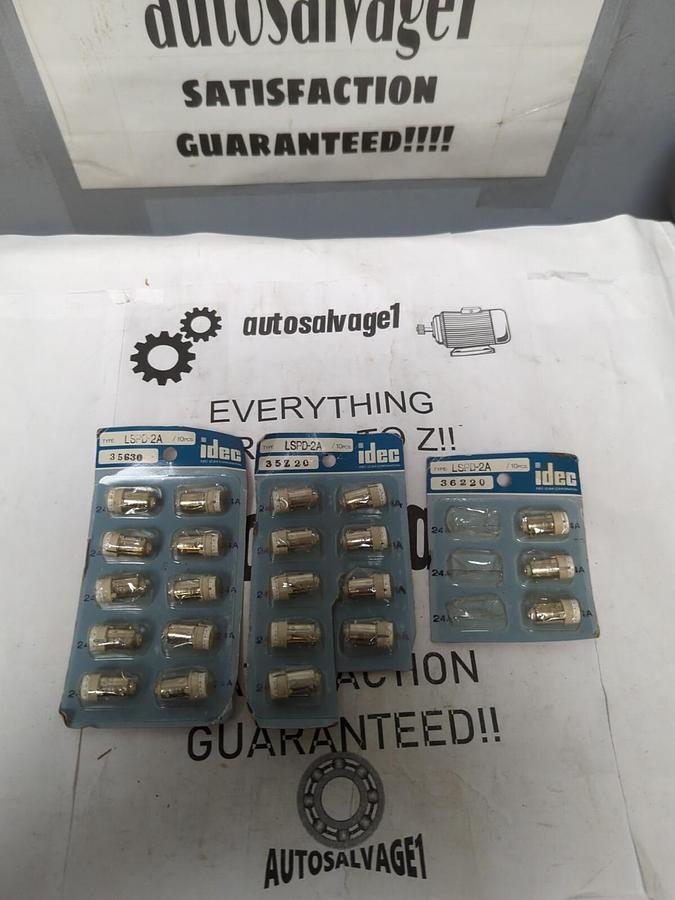 autosalvage1
SATISFACTION
GUARANTEED!!!!
autosalvage1
EVERYTHING
TO Z!!
TYPE LSPD-2A /10PCS idec
35630
TYPE LSPD-2A /10PCS idec
35Z20
TYPE LSPD-2A /10PCS idec
36220
GUARANTEED!!
AUTOSALVAGE1